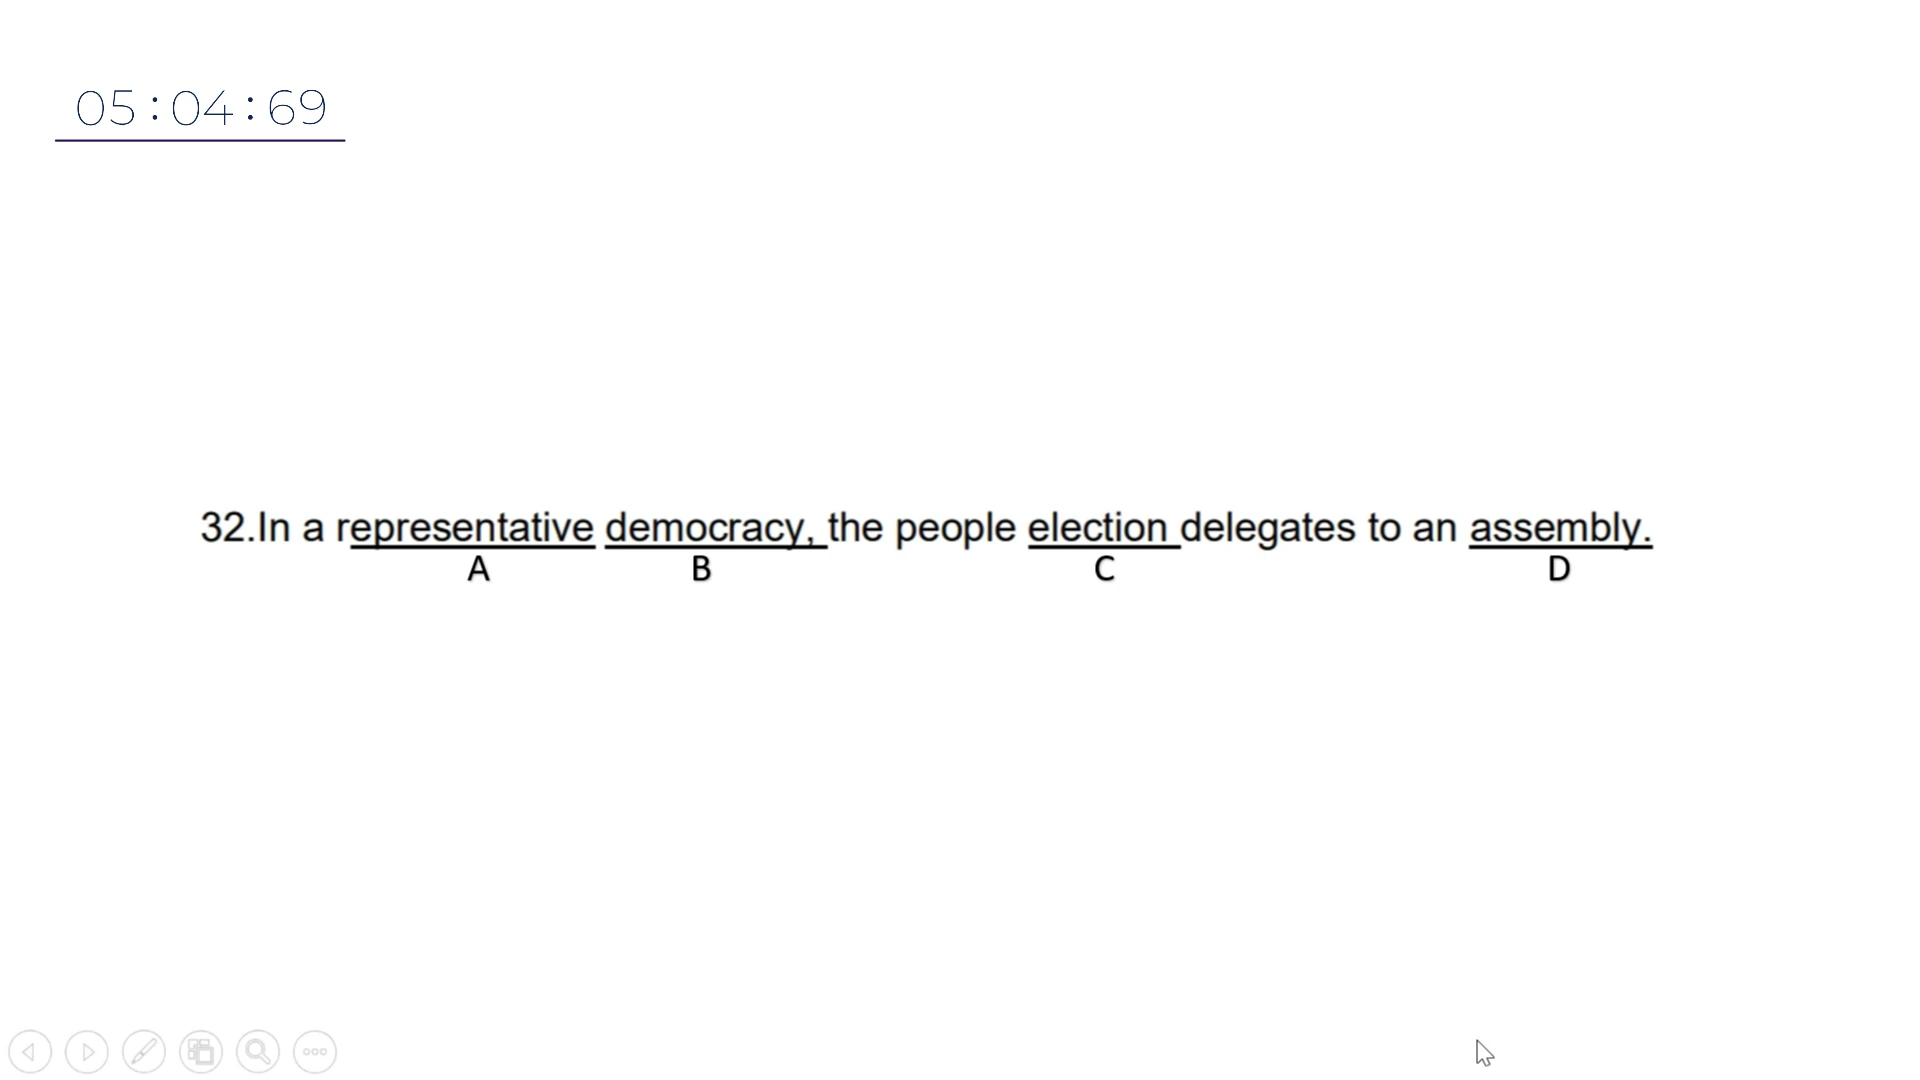 05:04:69
32.In a representative democracy, the people election delegates to an assembly.
A B C D